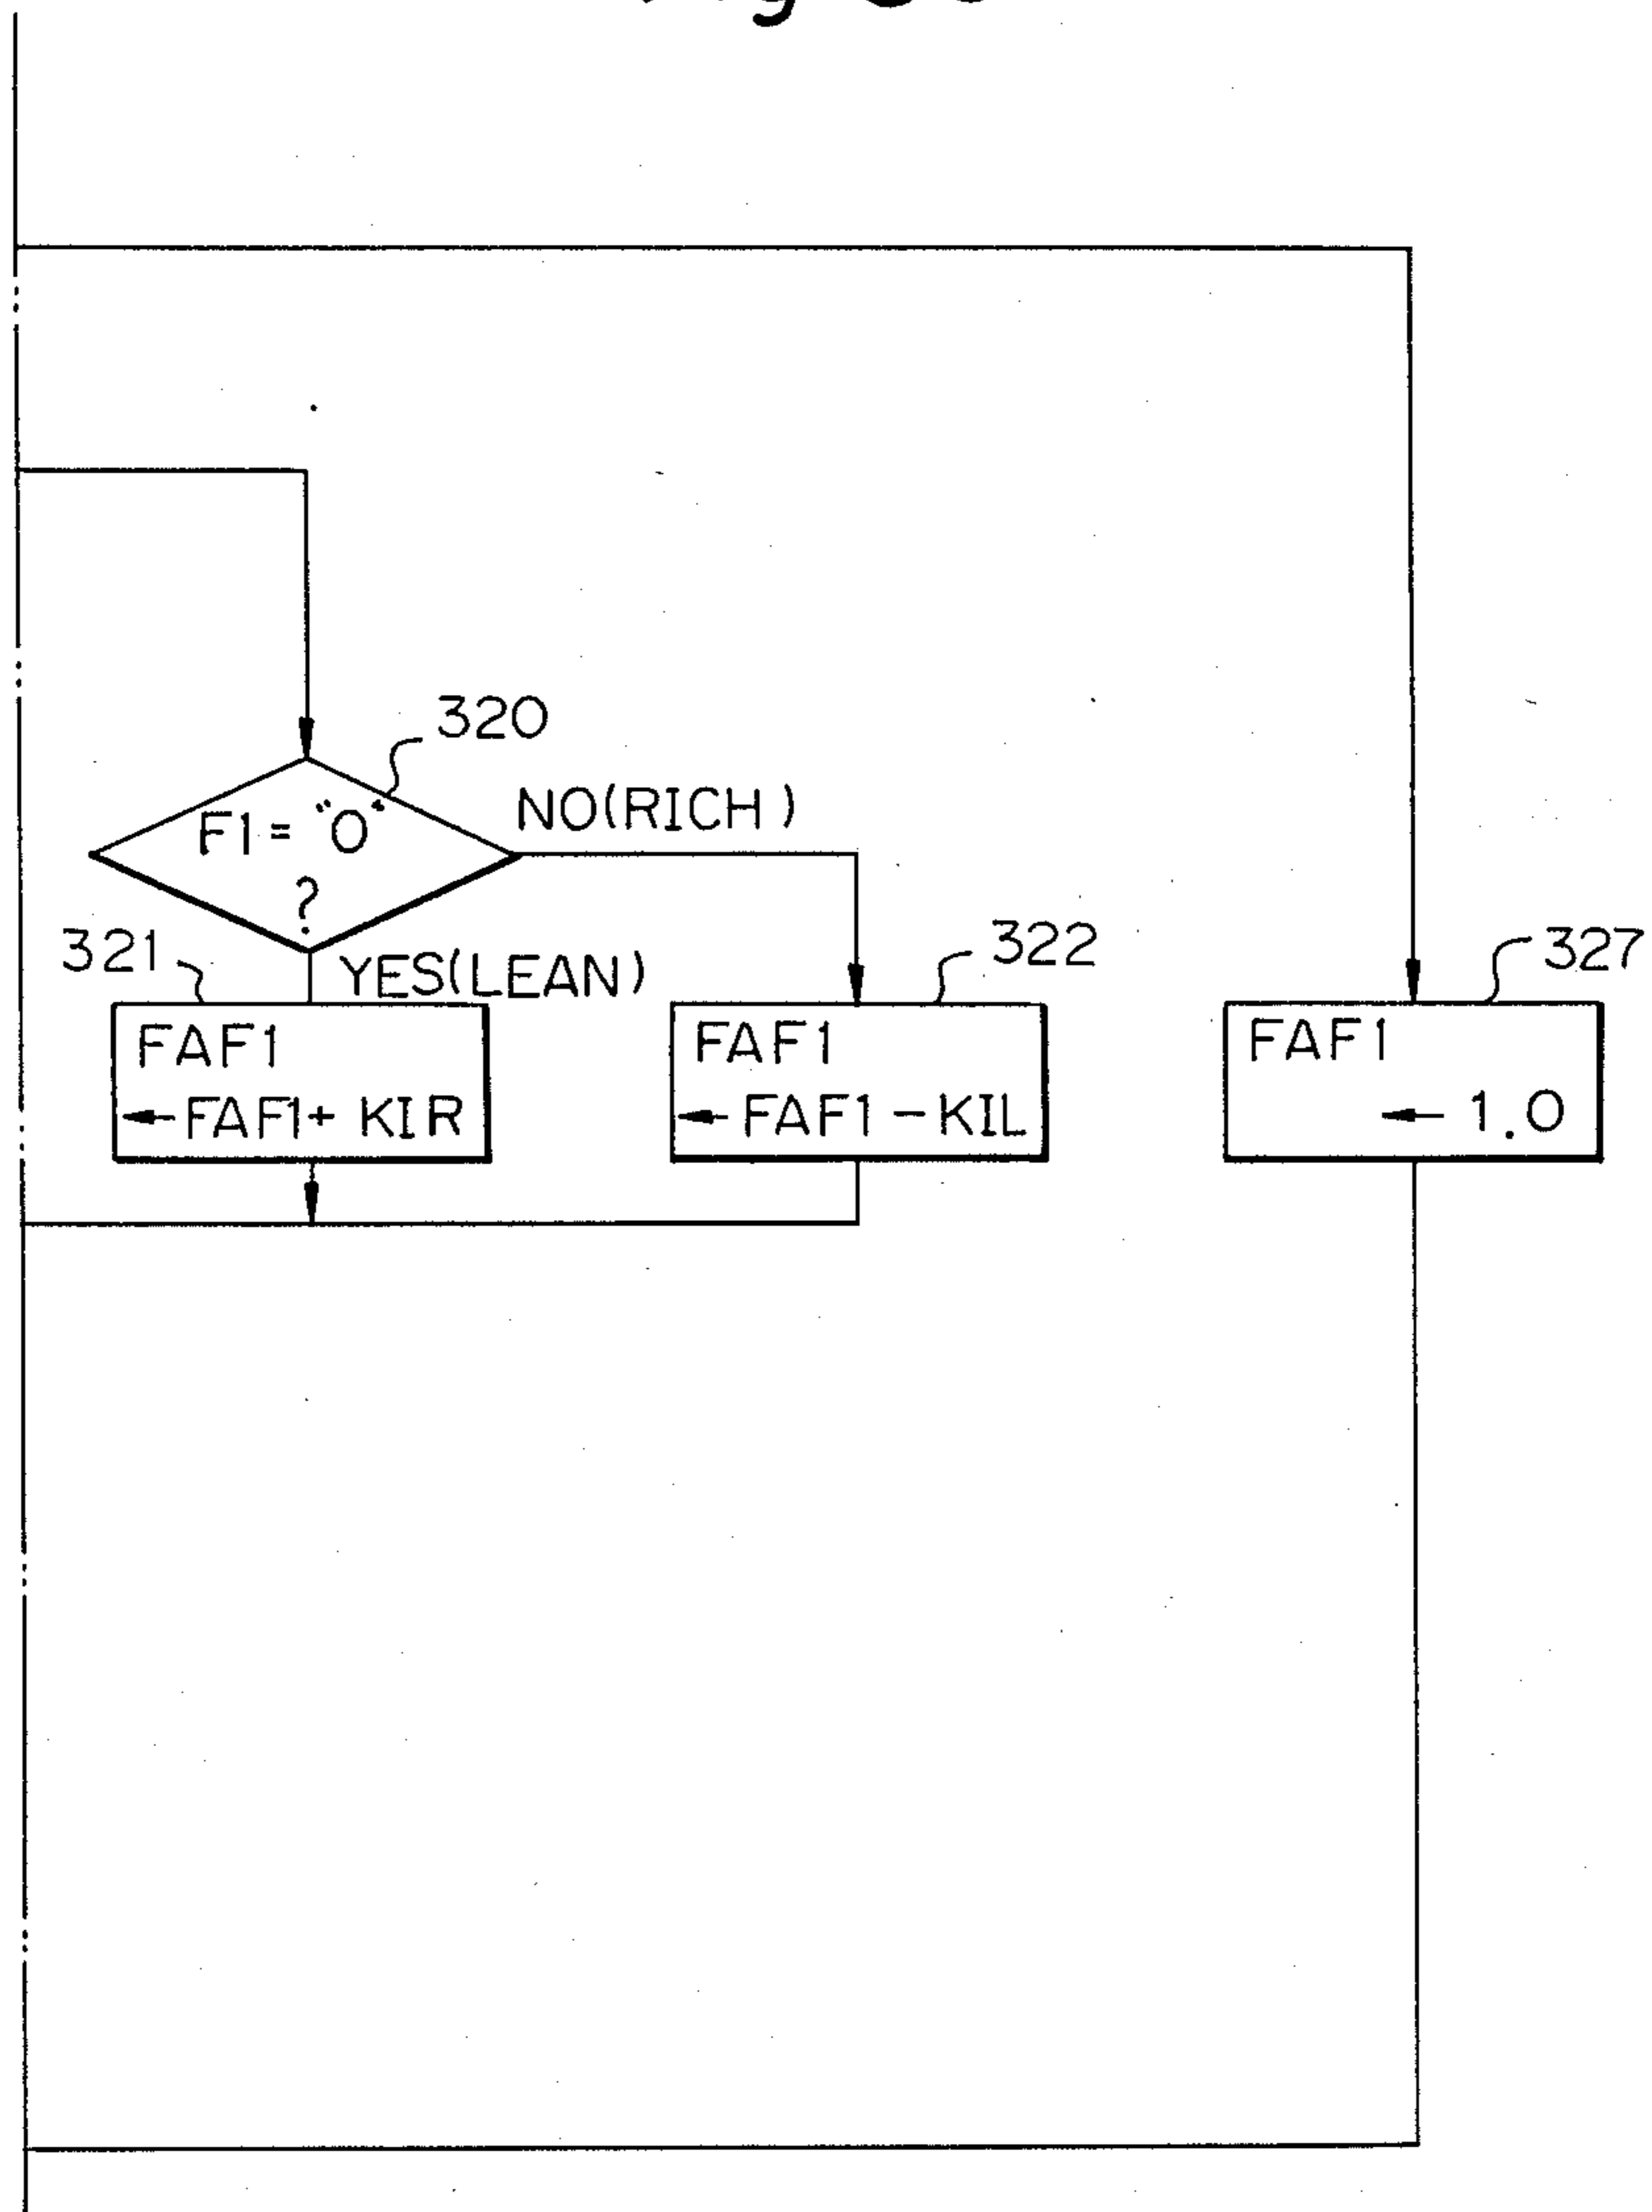 320
F1 = "0"
?
NO(RICH)
321
YES(LEAN)
322
327
FAF1
← FAF1 + KIR
FAF1
← FAF1 - KIL
FAF1
← 1.0